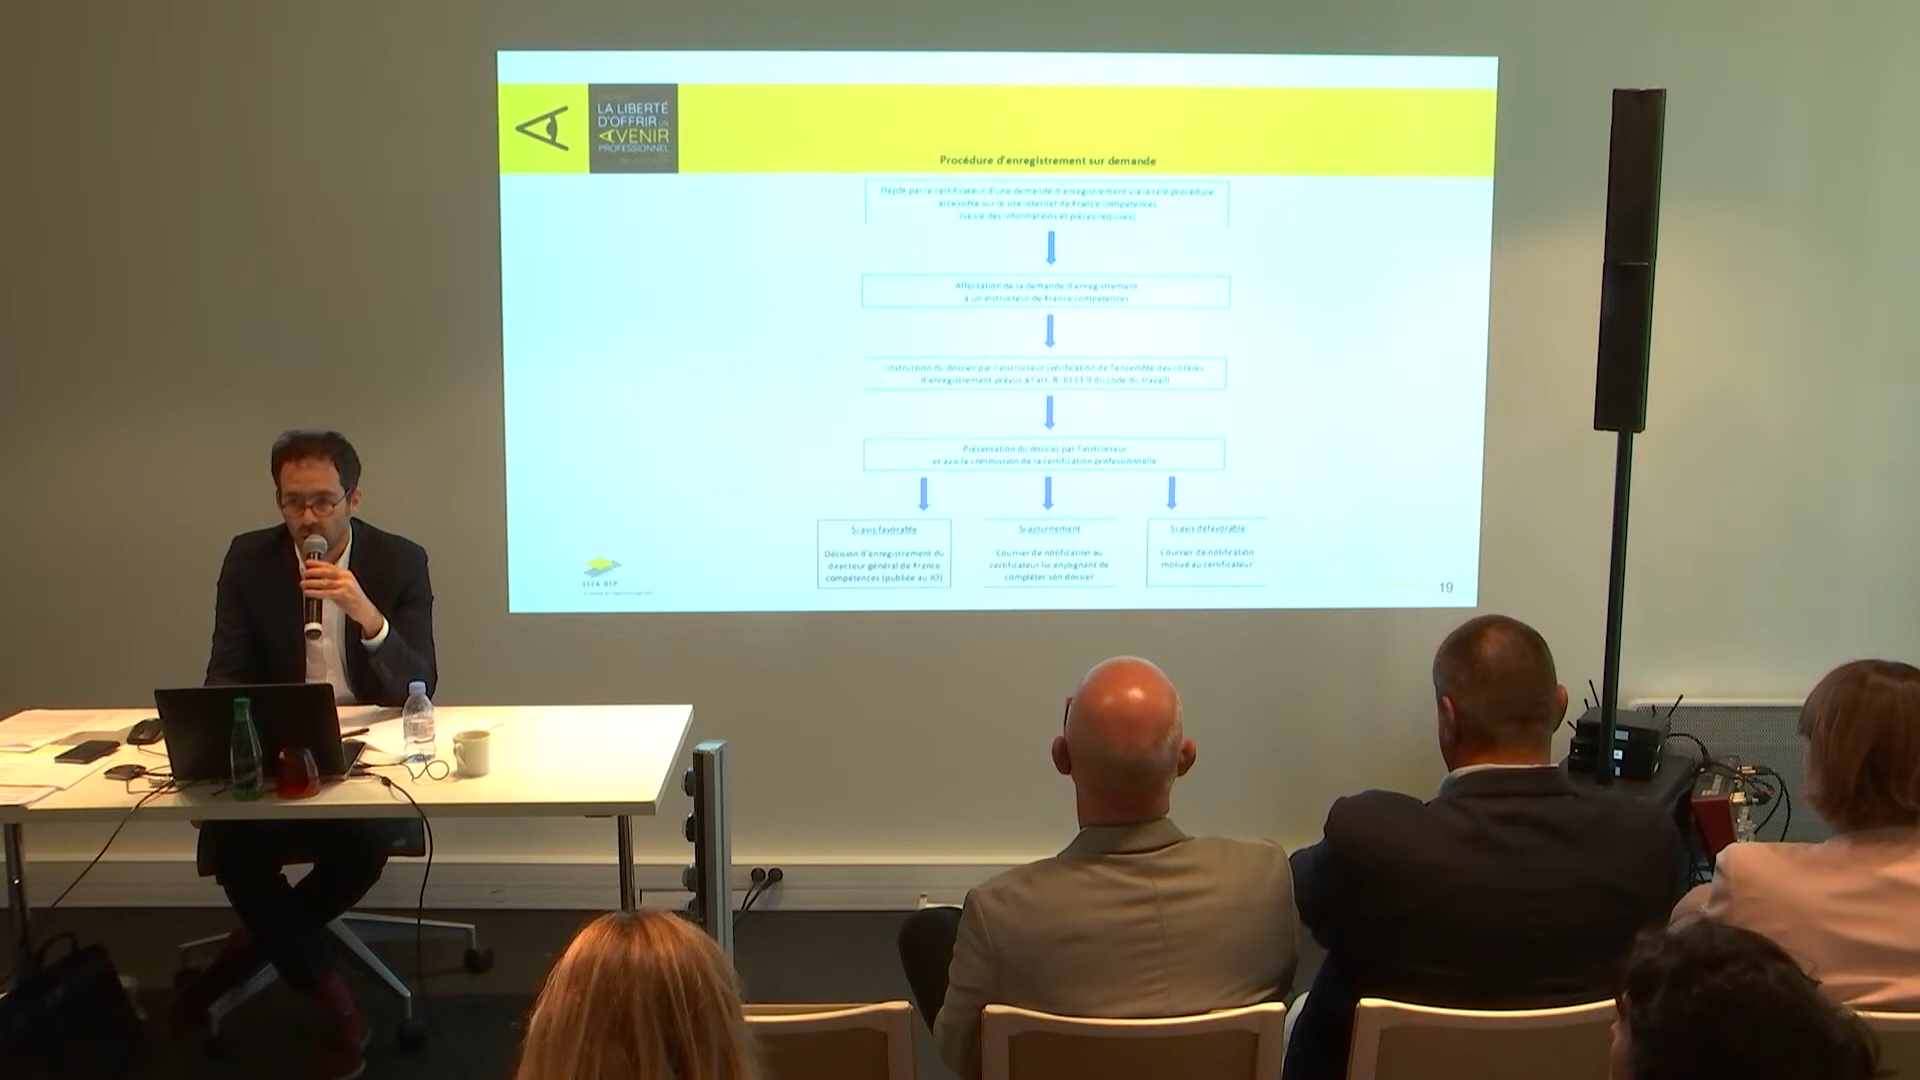 LA LIBERTÉ
D'OFFRIR UN
AVENIR
PROFESSIONNEL
Procédure d'enregistrement sur demande
Dépôt par le certificateur d'une demande d'enregistrement via la télé procédure
accessible sur le site internet de France compétences
(saisie des informations et pièces requises)
Affectation de la demande d'enregistrement
à un instructeur de France compétences
Instruction du dossier par l'instructeur (vérification de l'ensemble des critères
d'enregistrement prévus à l'art. R. 6113-9 du code du travail)
Présentation du dossier par l'instructeur
et avis la commission de la certification professionnelle
Si avis favorable
Décision d'enregistrement du
directeur général de France
compétences (publiée au JO)
Si ajournement
Courrier de notification au
certificateur lui enjoignant de
compléter son dossier
Si avis défavorable
Courrier de notification
motivé au certificateur
CCCA BTP
19